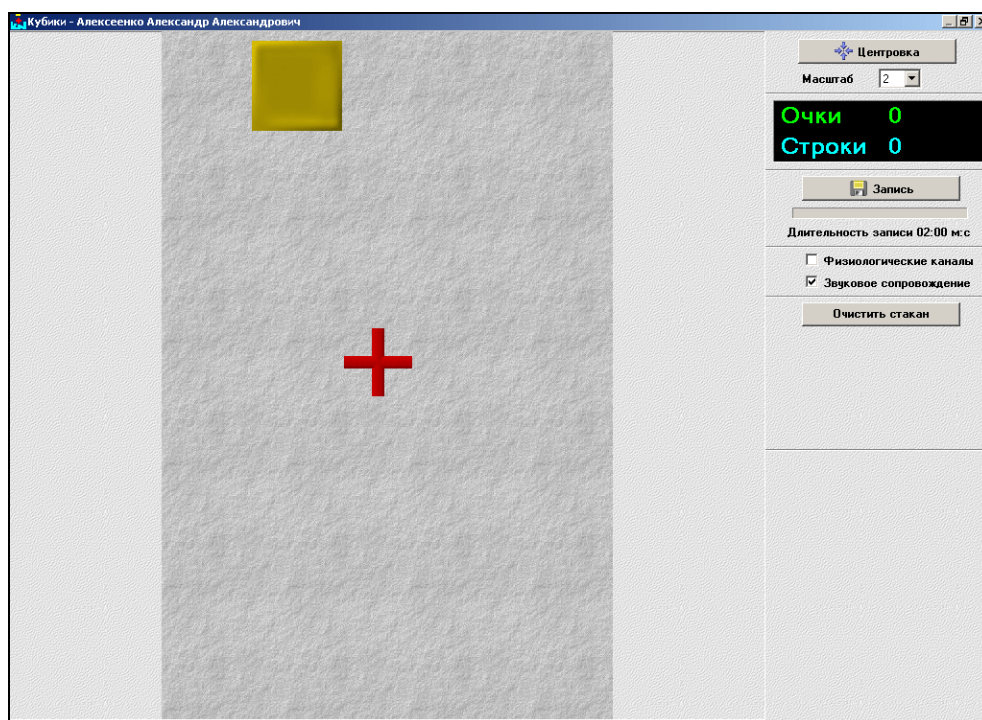 Кубики - Алексеенко Александр Александрович
Центровка
Масштаб 2
Очки 0
Строки 0
Запись
Длительность записи 02:00 м:с
Физиологические каналы
Звуковое сопровождение
Очистить стакан